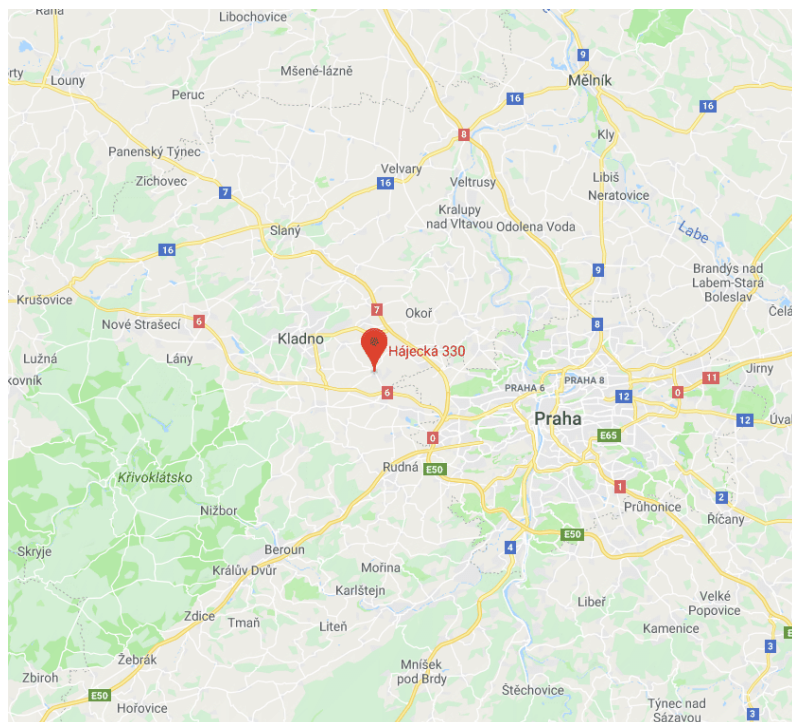 Raná
Libochovice
9
Mšené-lázně
Mělník
Louny
Peruc
16
16
8
Kly
Panenský Týnec
Velvary
Libiš
Zichovec
7
16
Veltrusy
Neratovice
Kralupy
nad Vltavou
Slaný
Odolena Voda
Labe
16
9
Brandýs nad
Labem-Stará
Boleslav
Krušovice
7
Okoř
Nové Strašecí
6
8
Kladno
Hájecká 330
Lužná
Lány
Jirny
11
PRAHA 6
PRAHA 8
6
0
12
Praha
12
0
E65
Rudná
E50
Křivoklátsko
1
2
Nižbor
Průhonice
Říčany
E50
Skryje
Beroun
4
Králův Dvůr
Mořina
Karlštejn
Libeř
Velké
Popovice
Zdice
Tmaň
Liteň
Kamenice
3
Žebrák
Mníšek
pod Brdy
Zbiroh
Štěchovice
E50
Hořovice
Týnec nad
Sázavou
3